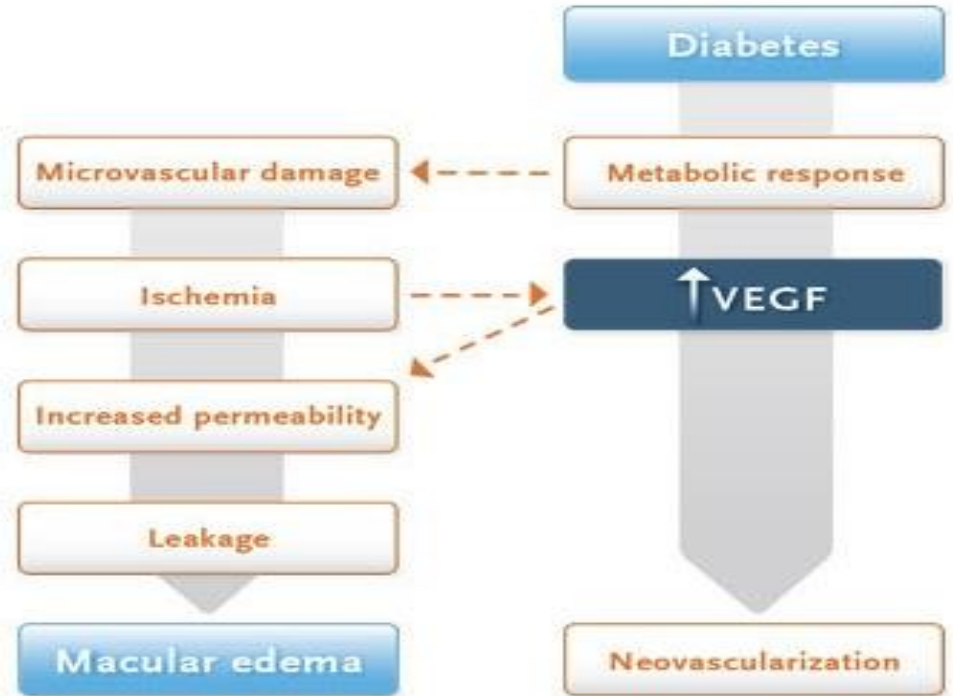 Diabetes
Microvascular damage
Metabolic response
Ischemia
↑VEGF
Increased permeability
Leakage
Macular edema
Neovascularization